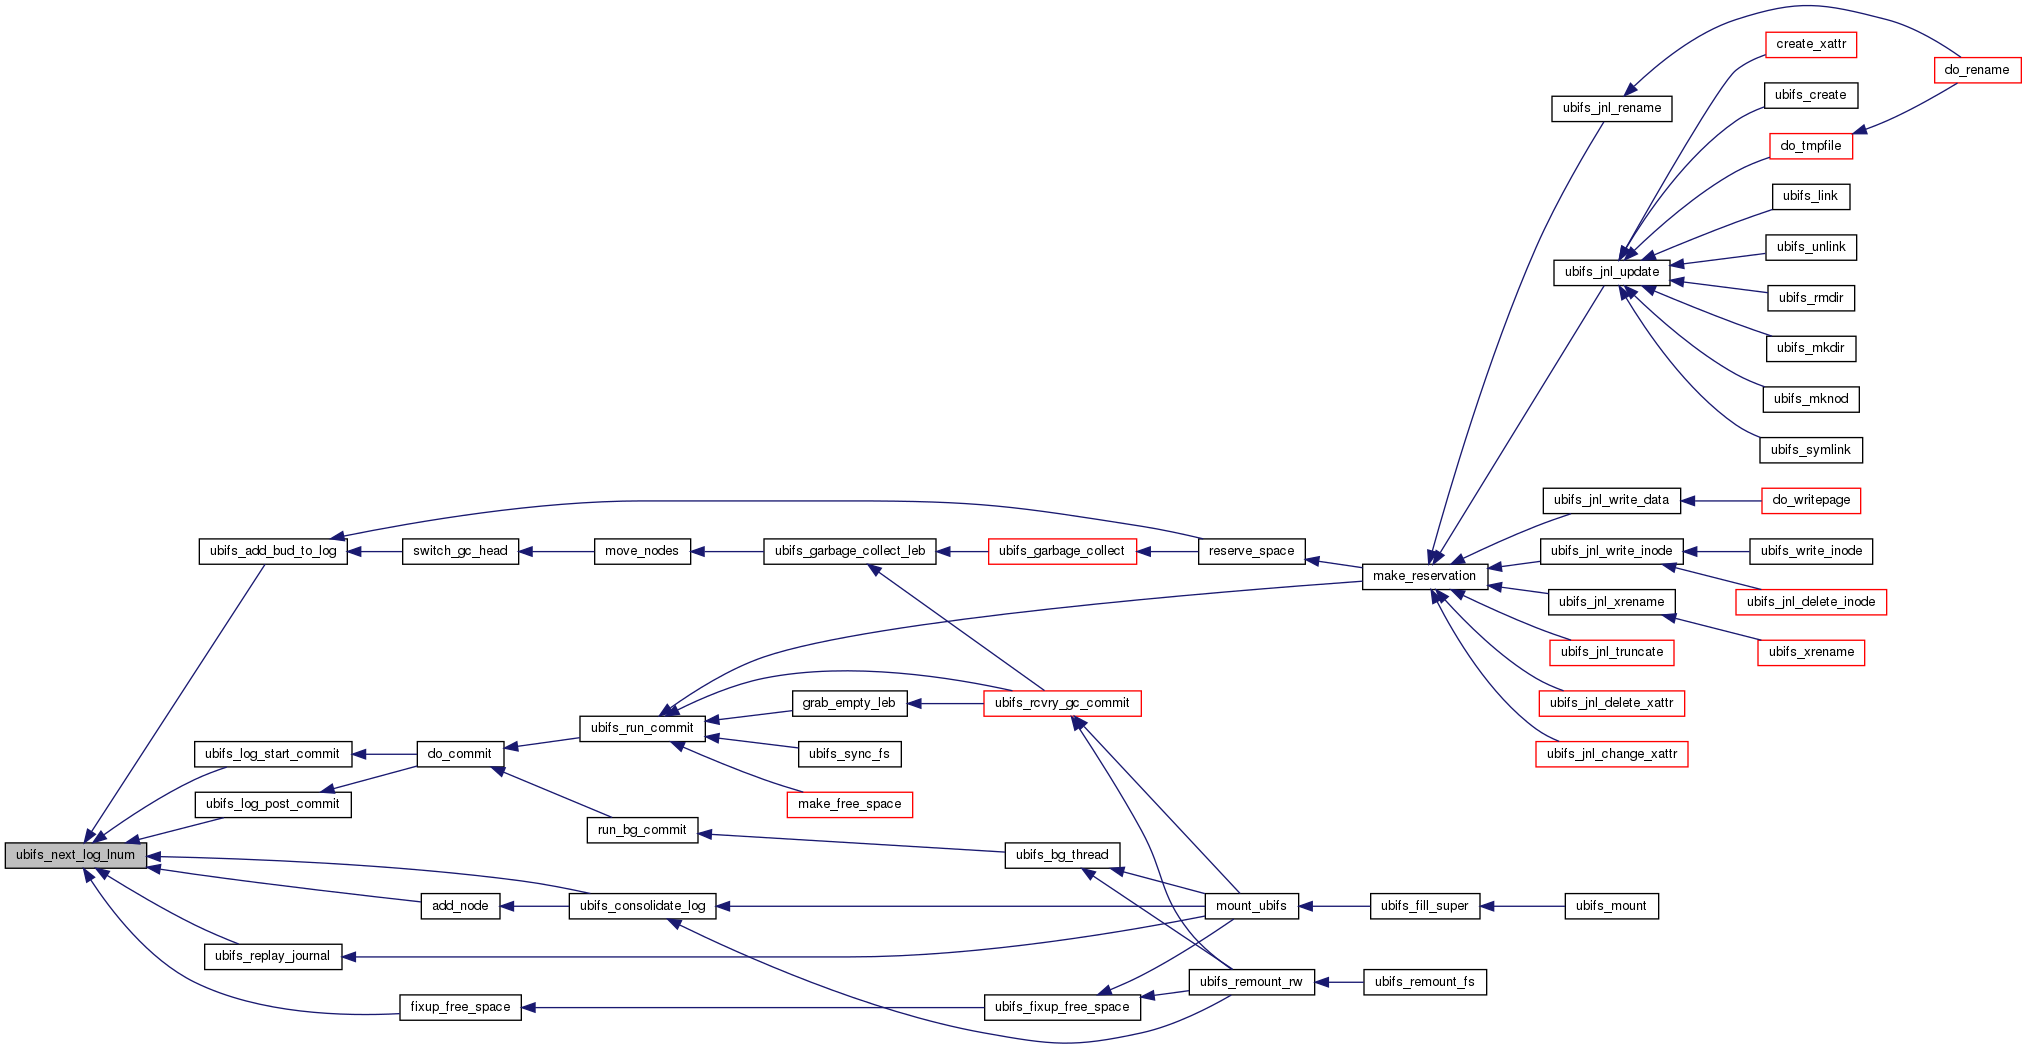 create_xattr
do_rename
ubifs_create
ubifs_jnl_rename
do_tmpfile
ubifs_link
ubifs_unlink
ubifs_jnl_update
ubifs_rmdir
ubifs_mkdir
ubifs_mknod
ubifs_symlink
ubifs_jnl_write_data
do_writepage
ubifs_add_bud_to_log
switch_gc_head
move_nodes
ubifs_garbage_collect_leb
ubifs_garbage_collect
reserve_space
ubifs_jnl_write_inode
ubifs_write_inode
make_reservation
ubifs_jnl_xrename
ubifs_jnl_delete_inode
ubifs_jnl_truncate
ubifs_xrename
grab_empty_leb
ubifs_rcvry_gc_commit
ubifs_jnl_delete_xattr
ubifs_run_commit
ubifs_log_start_commit
do_commit
ubifs_sync_fs
ubifs_jnl_change_xattr
ubifs_log_post_commit
make_free_space
run_bg_commit
ubifs_next_log_lnum
ubifs_bg_thread
add_node
ubifs_consolidate_log
mount_ubifs
ubifs_fill_super
ubifs_mount
ubifs_replay_journal
ubifs_remount_rw
ubifs_remount_fs
fixup_free_space
ubifs_fixup_free_space